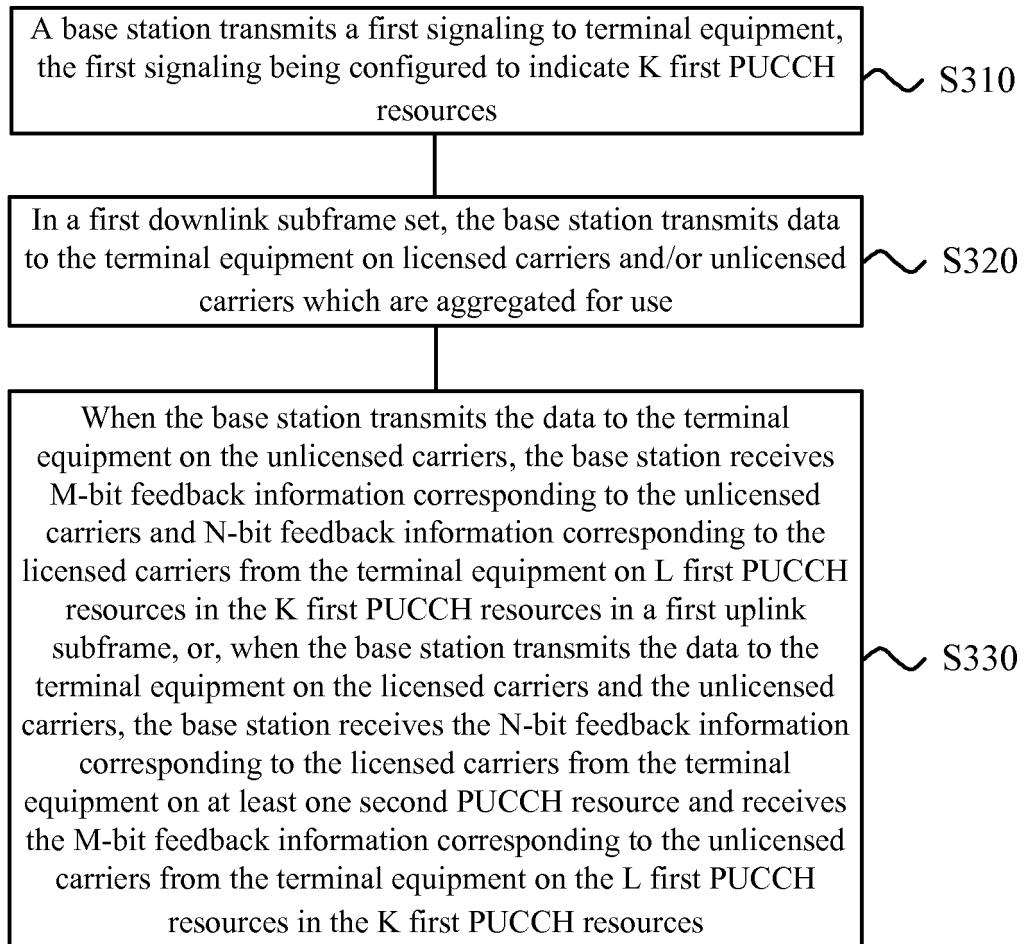 A base station transmits a first signaling to terminal equipment,
the first signaling being configured to indicate K first PUCCH
resources
S310
In a first downlink subframe set, the base station transmits data
to the terminal equipment on licensed carriers and/or unlicensed
carriers which are aggregated for use
S320
When the base station transmits the data to the terminal
equipment on the unlicensed carriers, the base station receives
M-bit feedback information corresponding to the unlicensed
carriers and N-bit feedback information corresponding to the
licensed carriers from the terminal equipment on L first PUCCH
resources in the K first PUCCH resources in a first uplink
subframe, or, when the base station transmits the data to the
terminal equipment on the licensed carriers and the unlicensed
carriers, the base station receives the N-bit feedback information
corresponding to the licensed carriers from the terminal
equipment on at least one second PUCCH resource and receives
the M-bit feedback information corresponding to the unlicensed
carriers from the terminal equipment on the L first PUCCH
resources in the K first PUCCH resources
S330